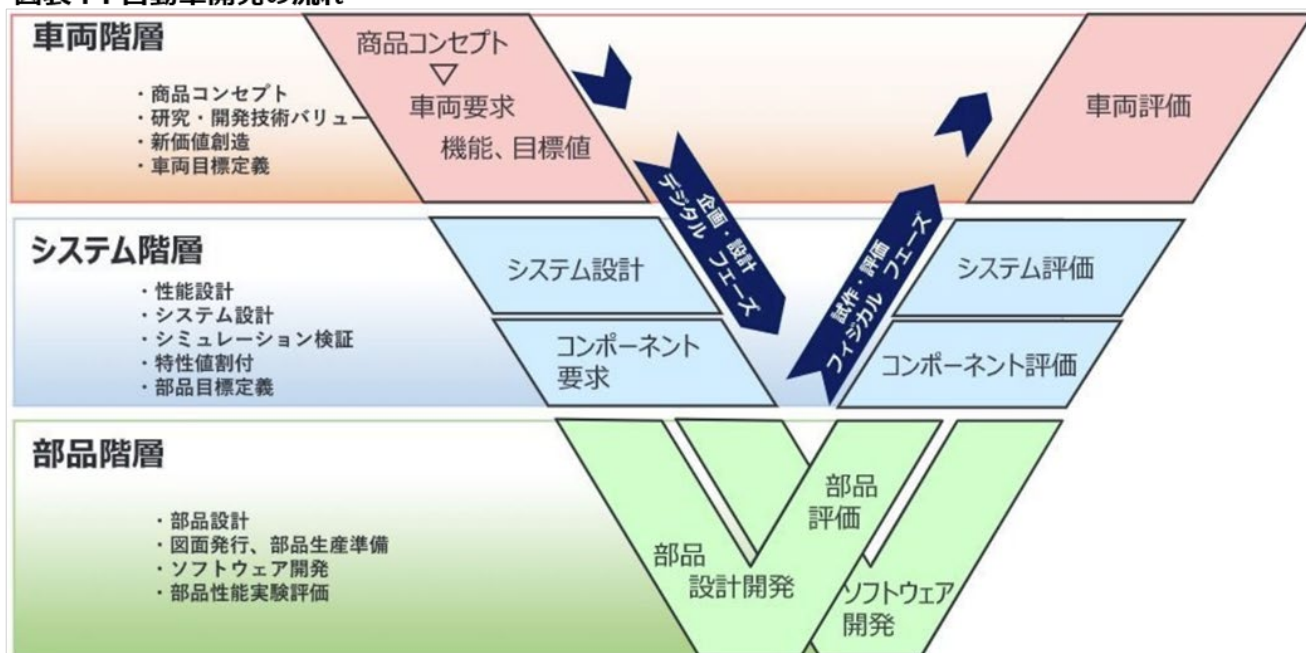 車両階層
・商品コンセプト
・研究・開発技術バリュー
・新価値創造
・車両目標定義
商品コンセプト
▽
車両要求
機能、目標値
車両評価
企画・設計
デジタル フェーズ
試作・評価
フィジカル フェーズ
システム階層
・性能設計
・システム設計
・シミュレーション検証
・特性値割付
・部品目標定義
システム設計
コンポーネント
要求
システム評価
コンポーネント評価
部品階層
・部品設計
・図面発行、部品生産準備
・ソフトウェア開発
・部品性能実験評価
部品
設計開発
部品
評価
ソフトウェア
開発